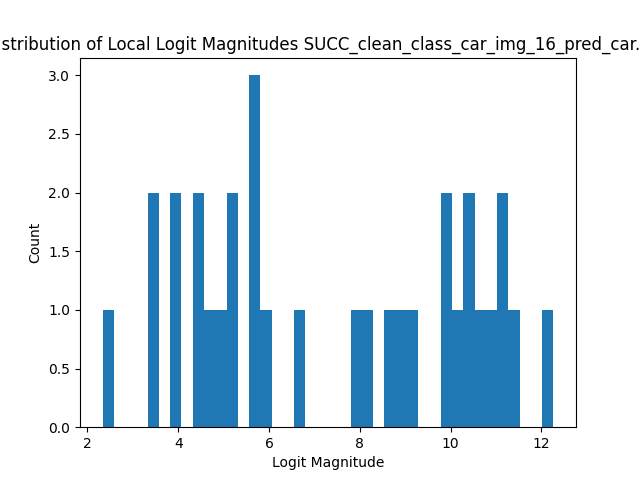 stribution of Local Logit Magnitudes SUCC_clean_class_car_img_16_pred_car.
3.0
2.5
2.0
1.5
1.0
0.5
0.0
Count
2 4 6 8 10 12
Logit Magnitude